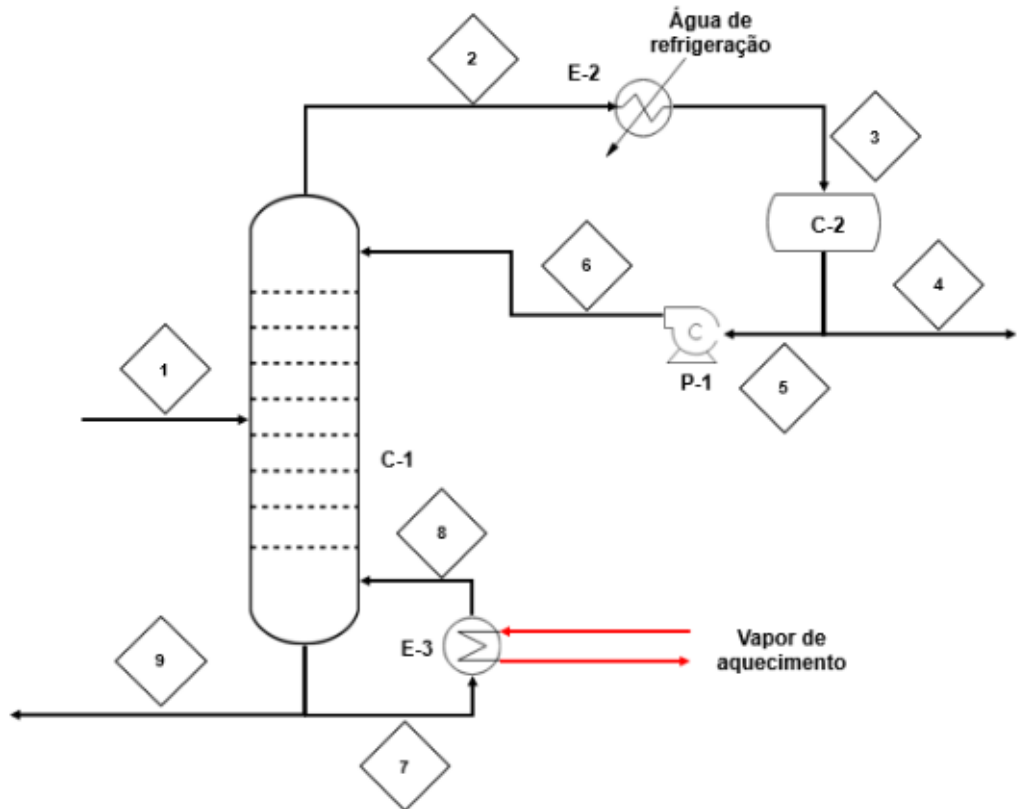 Água de
refrigeração
2
E-2
3
C-2
6
4
1
P-1
5
C-1
8
E-3
Vapor de
aquecimento
9
7
C